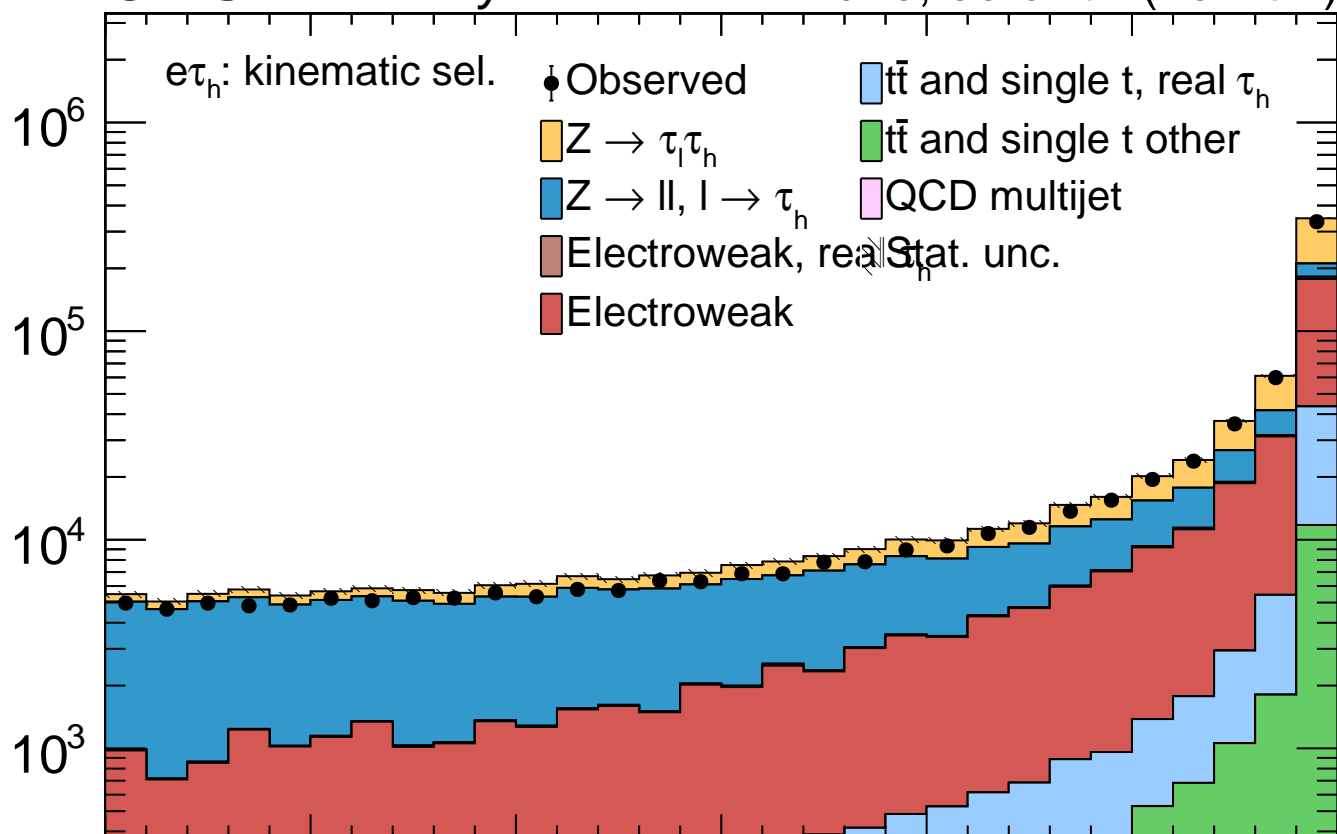 eτh: kinematic sel.
Observed
Z → τlτh
Z → ll, l → τh
Electroweak, real τh
Electroweak
tt̄ and single t, real τh
tt̄ and single t other
QCD multijet
Stat. unc.
10^6
10^5
10^4
10^3